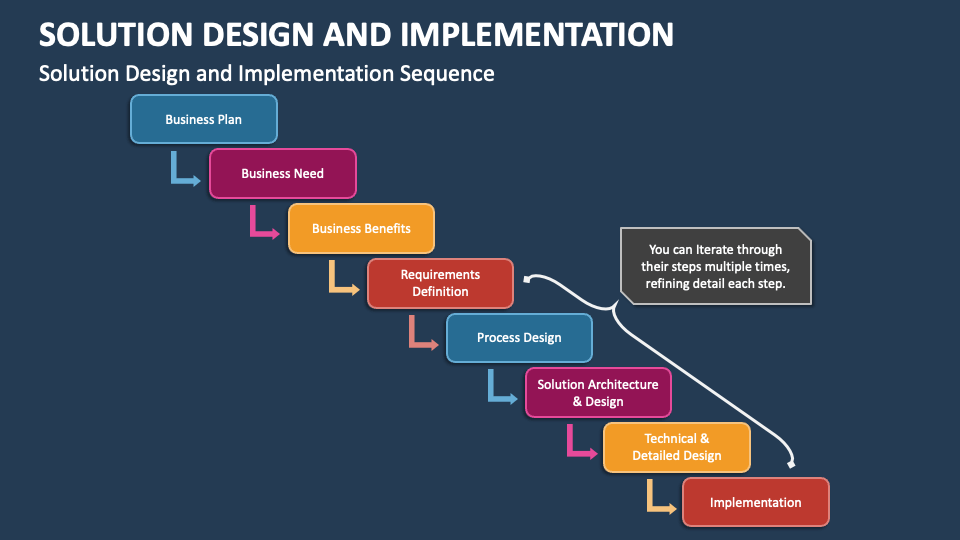 SOLUTION DESIGN AND IMPLEMENTATION
Solution Design and Implementation Sequence
Business Plan
Business Need
Business Benefits
Requirements
Definition
You can Iterate through
their steps multiple times,
refining detail each step.
Process Design
Solution Architecture
& Design
Technical &
Detailed Design
Implementation